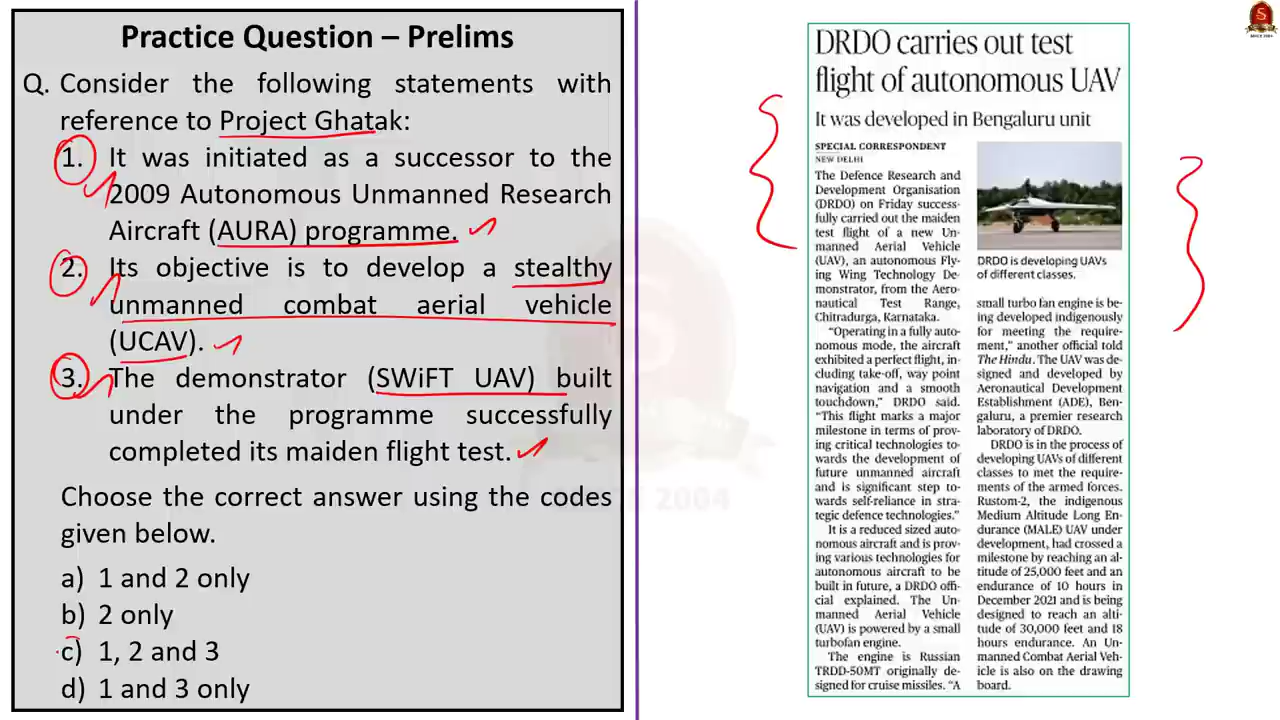 Practice Question – Prelims
Q. Consider the following statements with
reference to Project Ghatak:
1. It was initiated as a successor to the
2009 Autonomous Unmanned Research
Aircraft (AURA) programme.
2. Its objective is to develop a stealthy
unmanned combat aerial vehicle
(UCAV).
3. The demonstrator (SWiFT UAV) built
under the programme successfully
completed its maiden flight test.
Choose the correct answer using the codes
given below.
a) 1 and 2 only
b) 2 only
c) 1, 2 and 3
d) 1 and 3 only
DRDO carries out test
flight of autonomous UAV
It was developed in Bengaluru unit
SPECIAL CORRESPONDENT
NEW DELHI
The Defence Research and
Development Organisation
(DRDO) on Friday success-
fully carried out the maiden
test flight of a new Un-
manned Aerial Vehicle
(UAV), an autonomous Fly-
ing Wing Technology De-
monstrator, from the Aero-
nautical Test Range,
Chitradurga, Karnataka.
“Operating in a fully auto-
nomous mode, the aircraft
exhibited a perfect flight, in-
cluding take-off, way point
navigation and a smooth
touchdown,” DRDO said.
“This flight marks a major
milestone in terms of prov-
ing critical technologies to-
wards the development of
future unmanned aircraft
and is significant step to-
wards self-reliance in stra-
tegic defence technologies.”
It is a reduced sized auto-
nomous aircraft and is prov-
ing various technologies for
autonomous aircraft to be
built in future, a DRDO offi-
cial explained. The Un-
manned Aerial Vehicle
(UAV) is powered by a small
turbofan engine.
The engine is Russian
TRDD-50MT originally de-
signed for cruise missiles. “A
DRDO is developing UAVs
of different classes.
small turbo fan engine is be-
ing developed indigenously
for meeting the require-
ment,” another official told
The Hindu. The UAV was de-
signed and developed by
Aeronautical Development
Establishment (ADE), Ben-
galuru, a premier research
laboratory of DRDO.
DRDO is in the process of
developing UAVs of different
classes to met the require-
ments of the armed forces.
Rustom-2, the indigenous
Medium Altitude Long En-
durance (MALE) UAV under
development, had crossed a
milestone by reaching an al-
titude of 25,000 feet and an
endurance of 10 hours in
December 2021 and is being
designed to reach an alti-
tude of 30,000 feet and 18
hours endurance. An Un-
manned Combat Aerial Veh-
icle is also on the drawing
board.
S
SINCE 2004
SINCE 2004